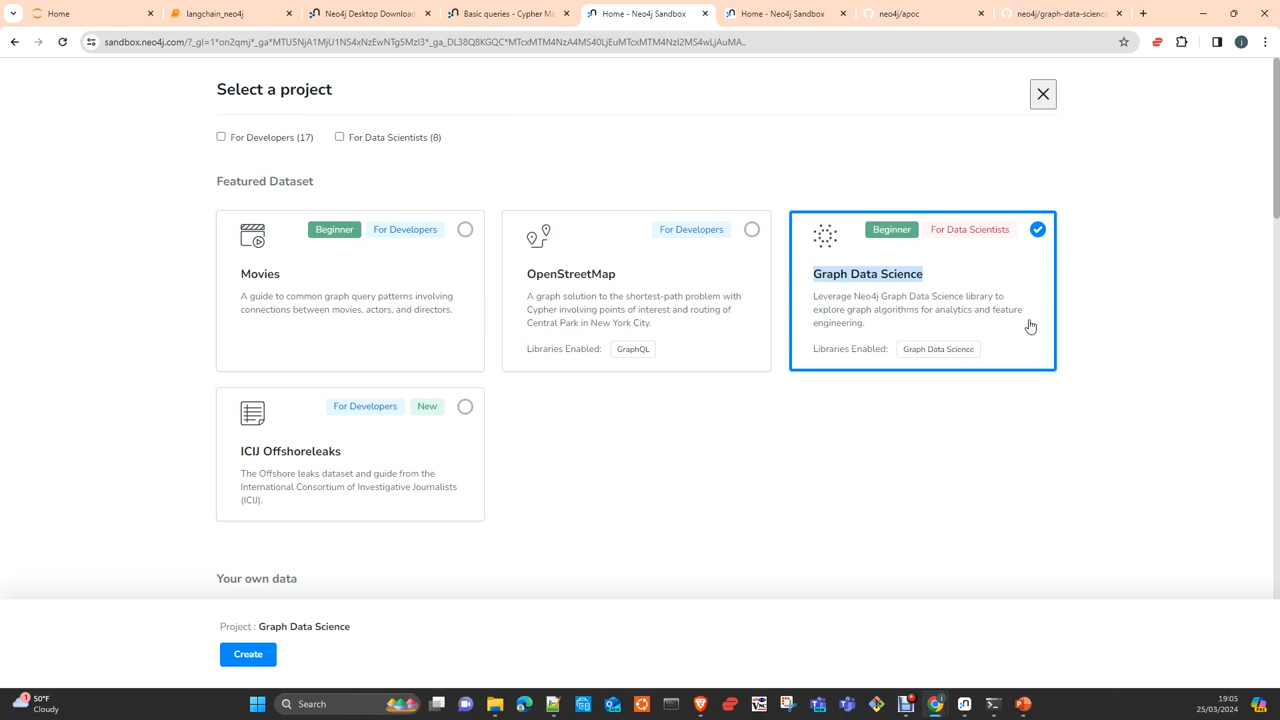 Home
langchain_neo4j
Neo4j Desktop Download
Basic queries - Cypher M
Home - Neo4j Sandbox
Home - Neo4j Sandbox
neo4j/apoc
neo4j/graph-data-science
sandbox.neo4j.com/?_gl=1*on2qmj*_ga*MTU5NjA1MjU1NS4xNzEwNTg5MzI3*_ga_DL38Q8KGQC*MTcxMTM4NzA4MS40LjEuMTcxMTM4NzI2MS4wLjAuMA..
Select a project
For Developers (17)
For Data Scientists (8)
Featured Dataset
Beginner
For Developers
Movies
A guide to common graph query patterns involving
connections between movies, actors, and directors.
For Developers
OpenStreetMap
A graph solution to the shortest-path problem with
Cypher involving points of interest and routing of
Central Park in New York City.
Libraries Enabled:
GraphQL
Beginner
For Data Scientists
Graph Data Science
Leverage Neo4j Graph Data Science library to
explore graph algorithms for analytics and feature
engineering.
Libraries Enabled:
Graph Data Science
For Developers
New
ICIJ Offshoreleaks
The Offshore leaks dataset and guide from the
International Consortium of Investigative Journalists
(ICIJ).
Your own data
Project : Graph Data Science
Create
1
50°F
Cloudy
Search
19:05
25/03/2024